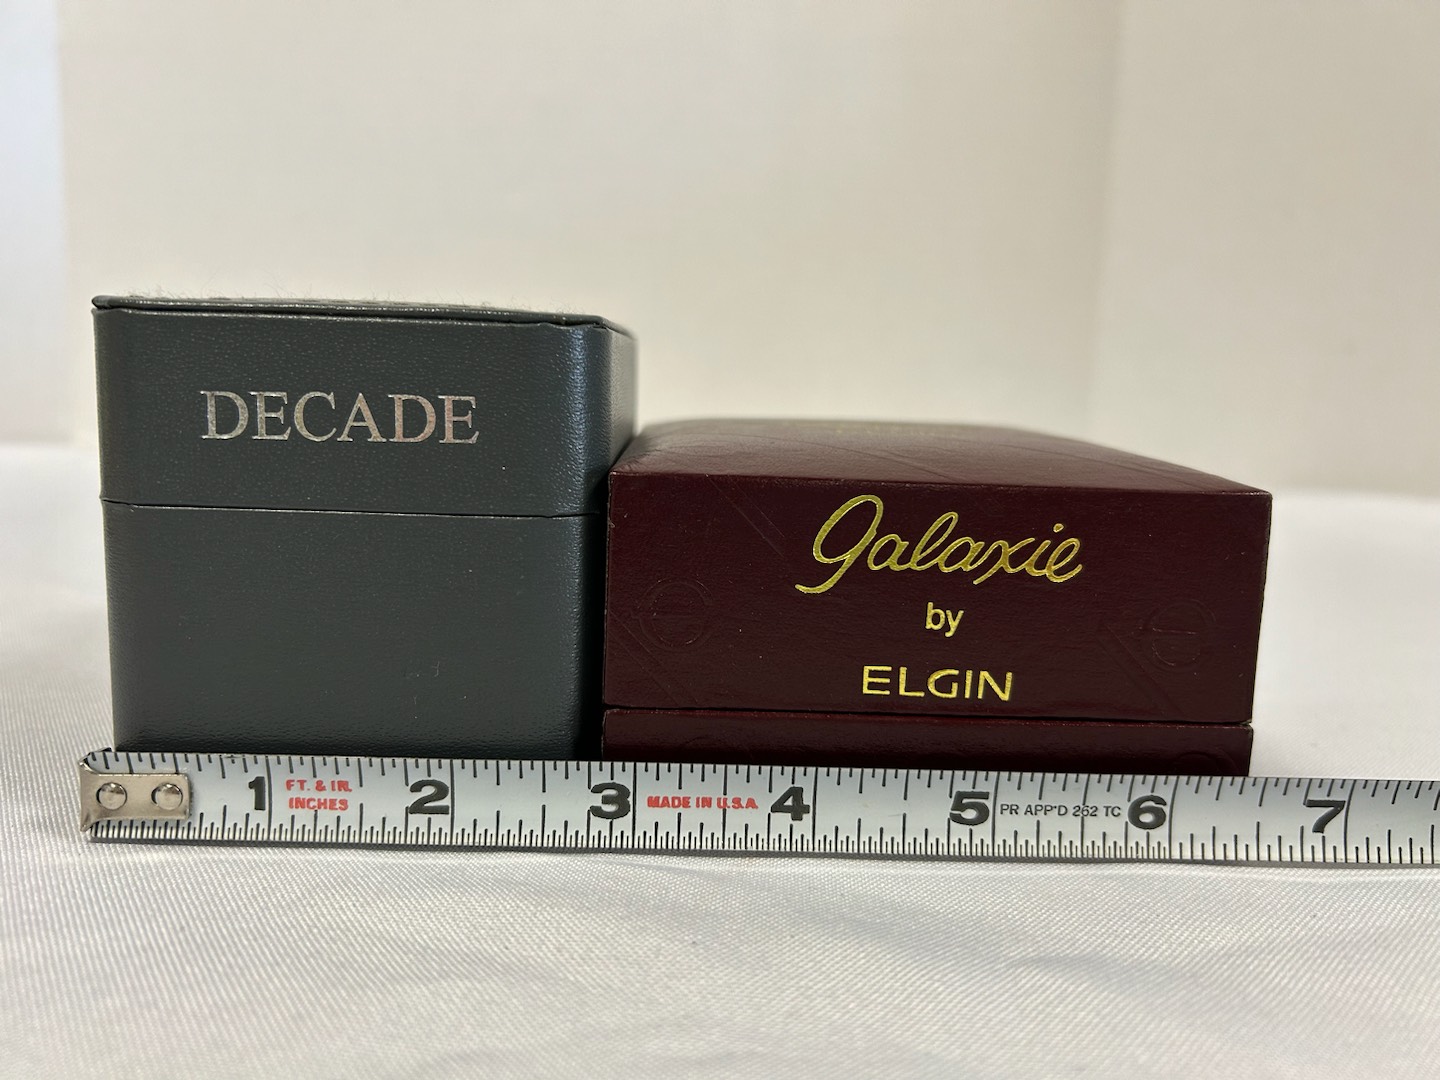 DECADE
Galaxie
by
ELGIN
1 FT. & IN. INCHES 2 3 MADE IN U.S.A. 4 5 PR APP'D 262 TC 6 7